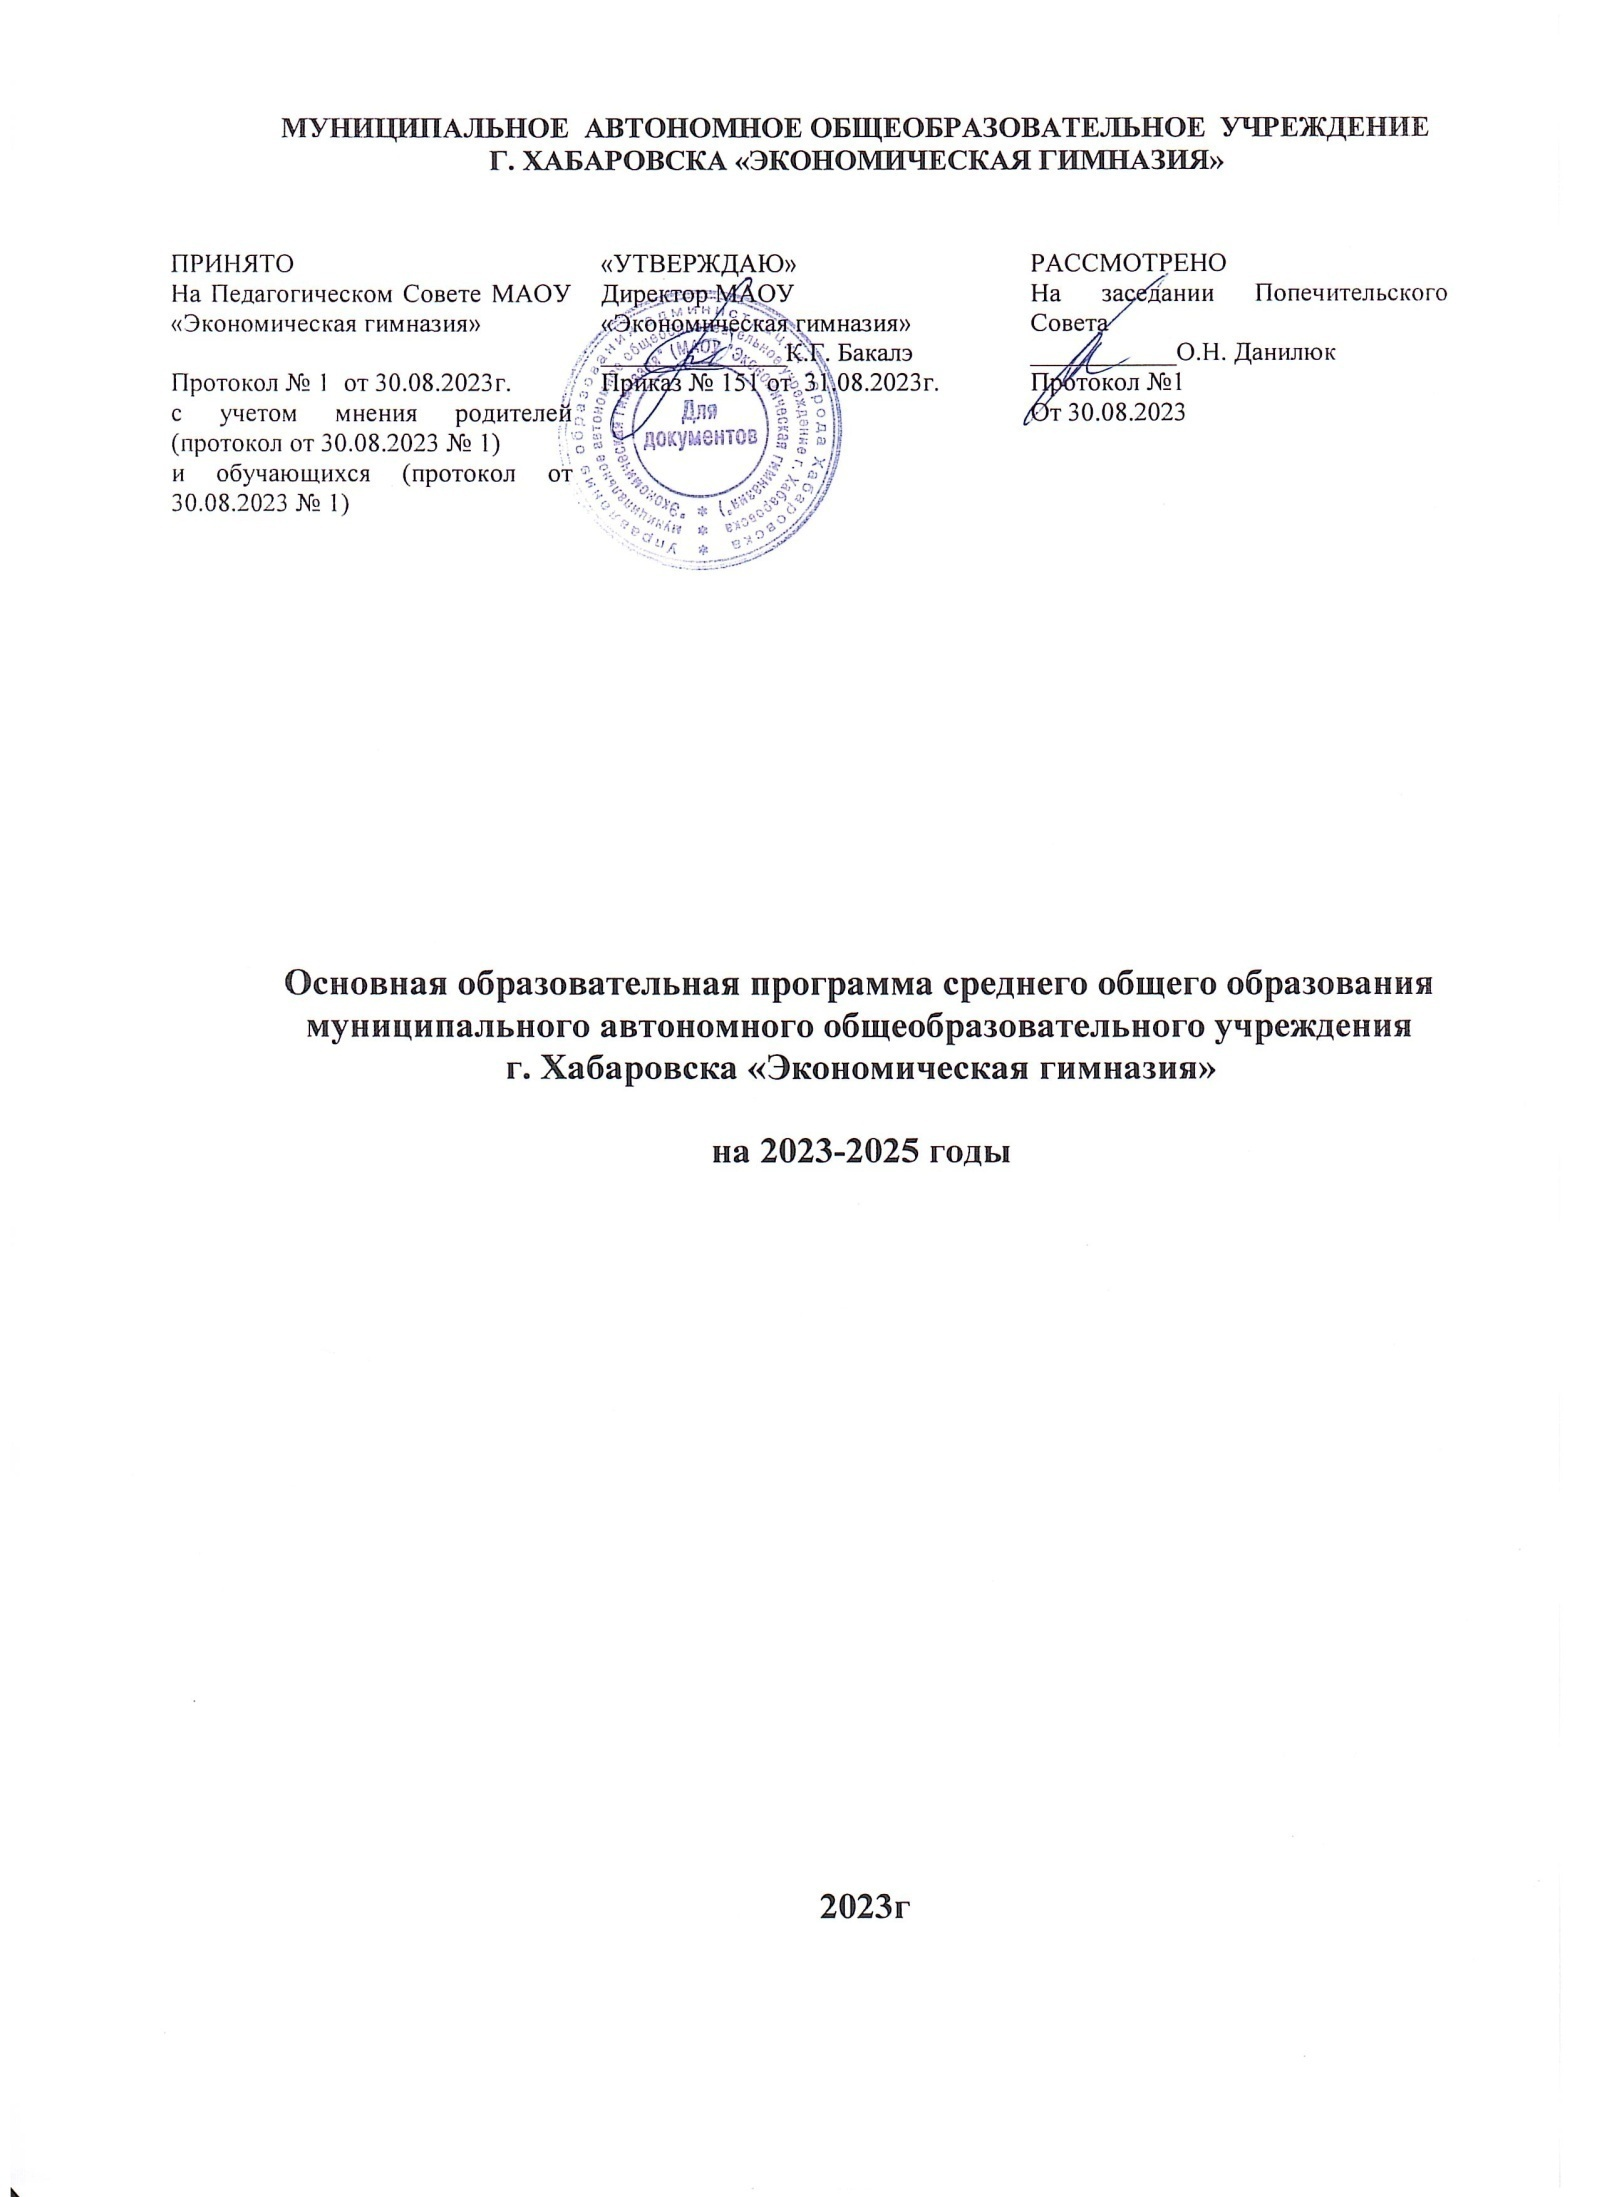 МУНИЦИПАЛЬНОЕ АВТОНОМНОЕ ОБЩЕОБРАЗОВАТЕЛЬНОЕ УЧРЕЖДЕНИЕ
Г. ХАБАРОВСКА «ЭКОНОМИЧЕСКАЯ ГИМНАЗИЯ»
ПРИНЯТО
На Педагогическом Совете МАОУ
«Экономическая гимназия»
Протокол № 1 от 30.08.2023г.
с учетом мнения родителей
(протокол от 30.08.2023 № 1)
и обучающихся (протокол от
30.08.2023 № 1)
«УТВЕРЖДАЮ»
Директор МАОУ
«Экономическая гимназия»
К.Г. Бакалэ
Приказ № 151 от 31.08.2023г.
Для
документов
РАССМОТРЕНО
На заседании Попечительского
Совета
О.Н. Данилюк
Протокол №1
От 30.08.2023
Основная образовательная программа среднего общего образования
муниципального автономного общеобразовательного учреждения
г. Хабаровска «Экономическая гимназия»
на 2023-2025 годы
2023г